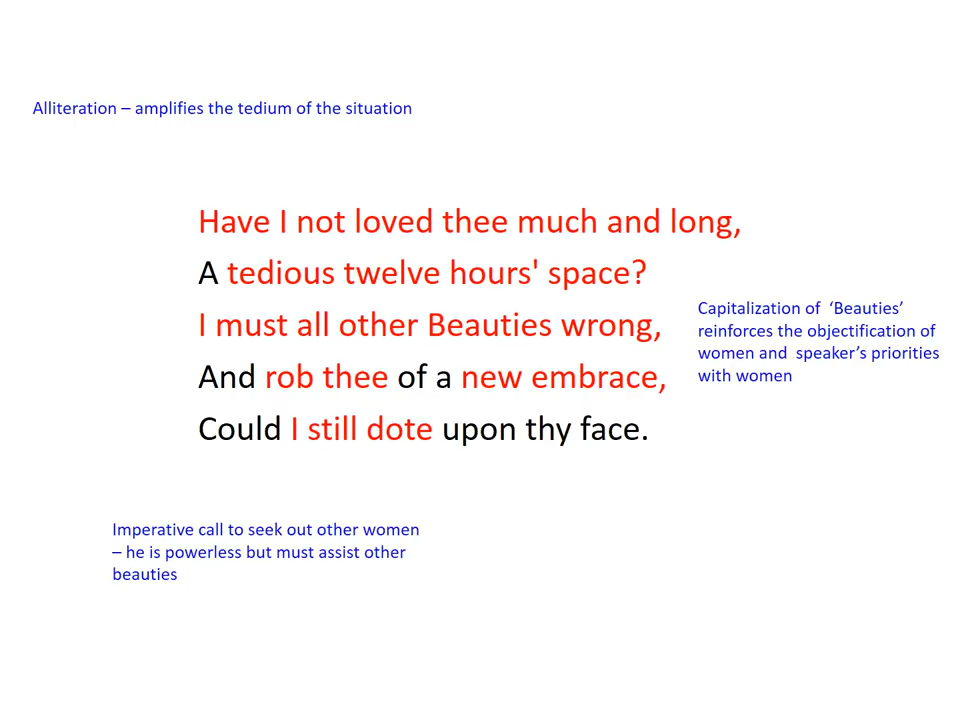 Alliteration – amplifies the tedium of the situation
Have I not loved thee much and long,
A tedious twelve hours' space?
I must all other Beauties wrong,
And rob thee of a new embrace,
Could I still dote upon thy face.
Capitalization of  ‘Beauties’
reinforces the objectification of
women and  speaker’s priorities
with women
Imperative call to seek out other women
– he is powerless but must assist other
beauties